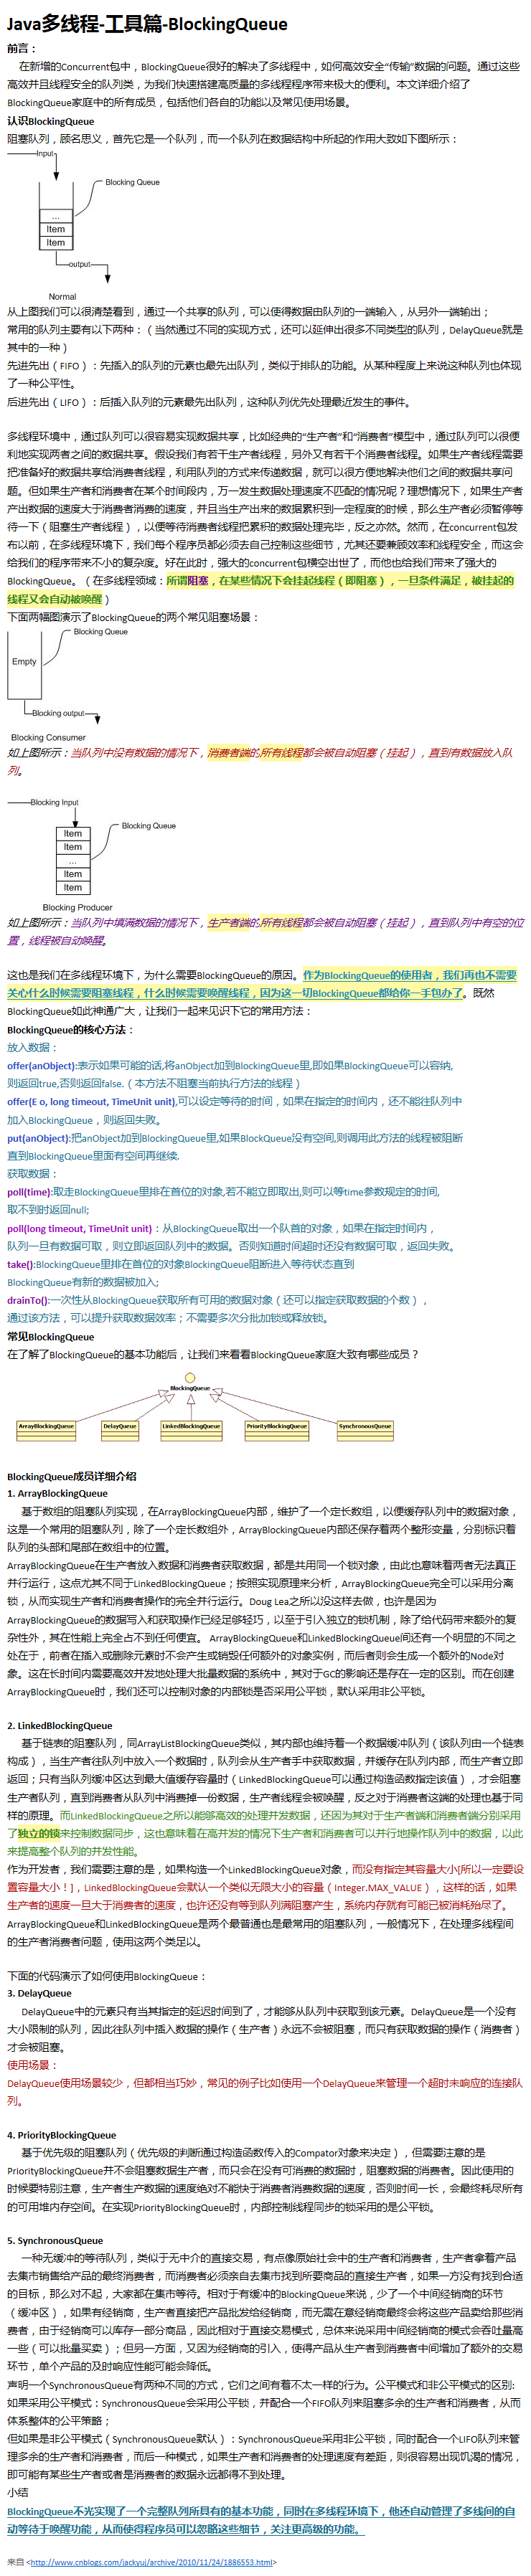 Java多线程-工具篇-BlockingQueue
前言：
在新增的Concurrent包中，BlockingQueue很好的解决了多线程中，如何高效安全“传输”数据的问题。通过这些
高效并且线程安全的队列类，为我们快速搭建高质量的多线程程序带来极大的便利。本文详细介绍了
BlockingQueue家庭中的所有成员，包括他们各自的功能以及常见使用场景。
认识BlockingQueue
阻塞队列，顾名思义，首先它是一个队列，而一个队列在数据结构中所起的作用大致如下图所示：
Input
Blocking Queue
...
Item
Item
output
Normal
从上图我们可以很清楚看到，通过一个共享的队列，可以使得数据由队列的一端输入，从另外一端输出；
常用的队列主要有以下两种：（当然通过不同的实现方式，还可以延伸出很多不同类型的队列，DelayQueue就是
其中的一种）
先进先出（FIFO）：先插入的队列的元素也最先出队列，类似于排队的功能。从某种程度上来说这种队列也体现
了一种公平性。
后进先出（LIFO）：后插入队列的元素最先出队列，这种队列优先处理最近发生的事件。
多线程环境中，通过队列可以很容易实现数据共享，比如经典的“生产者”和“消费者”模型中，通过队列可以很便
利地实现两者之间的数据共享。假设我们有若干生产者线程，另外又有若干个消费者线程。如果生产者线程需要
把准备好的数据共享给消费者线程，利用队列的方式来传递数据，就可以很方便地解决他们之间的数据共享问
题。但如果生产者和消费者在某个时间段内，万一发生数据处理速度不匹配的情况呢？理想情况下，如果生产者
产出数据的速度大于消费者消费的速度，并且当生产出来的数据累积到一定程度的时候，那么生产者必须暂停等
待一下（阻塞生产者线程），以便等待消费者线程把累积的数据处理完毕，反之亦然。然而，在concurrent包发
布以前，在多线程环境下，我们每个程序员都必须去自己控制这些细节，尤其还要兼顾效率和线程安全，而这会
给我们的程序带来不小的复杂度。好在此时，强大的concurrent包横空出世了，而他也给我们带来了强大的
BlockingQueue。（在多线程领域：所谓阻塞，在某些情况下会挂起线程（即阻塞），一旦条件满足，被挂起的
线程又会自动被唤醒）
下面两幅图演示了BlockingQueue的两个常见阻塞场景：
Blocking Queue
Empty
Blocking output
Blocking Consumer
如上图所示：当队列中没有数据的情况下，消费者端的所有线程都会被自动阻塞（挂起），直到有数据放入队
列。
Blocking Input
Blocking Queue
Item
Item
...
Item
Item
Blocking Producer
如上图所示：当队列中填满数据的情况下，生产者端的所有线程都会被自动阻塞（挂起），直到队列中有空的位
置，线程被自动唤醒。
这也是我们在多线程环境下，为什么需要BlockingQueue的原因。作为BlockingQueue的使用者，我们再也不需要
关心什么时候需要阻塞线程，什么时候需要唤醒线程，因为这一切BlockingQueue都给你一手包办了。既然
BlockingQueue如此神通广大，让我们一起来见识下它的常用方法：
BlockingQueue的核心方法：
放入数据：
offer(anObject):表示如果可能的话,将anObject加到BlockingQueue里,即如果BlockingQueue可以容纳,
则返回true,否则返回false.（本方法不阻塞当前执行方法的线程）
offer(E o, long timeout, TimeUnit unit),可以设定等待的时间，如果在指定的时间内，还不能往队列中
加入BlockingQueue，则返回失败。
put(anObject):把anObject加到BlockingQueue里,如果BlockQueue没有空间,则调用此方法的线程被阻断
直到BlockingQueue里面有空间再继续.
获取数据：
poll(time):取走BlockingQueue里排在首位的对象,若不能立即取出,则可以等time参数规定的时间,
取不到时返回null;
poll(long timeout, TimeUnit unit)：从BlockingQueue取出一个队首的对象，如果在指定时间内，
队列一旦有数据可取，则立即返回队列中的数据。否则知道时间超时还没有数据可取，返回失败。
take():BlockingQueue里排在首位的对象BlockingQueue阻断进入等待状态直到
BlockingQueue有新的数据被加入;
drainTo():一次性从BlockingQueue获取所有可用的数据对象（还可以指定获取数据的个数），
通过该方法，可以提升获取数据效率；不需要多次分批加锁或释放锁。
常见BlockingQueue
在了解了BlockingQueue的基本功能后，让我们来看看BlockingQueue家庭大致有哪些成员？
BlockingQueue
ArrayBlockingQueue
DelayQueue
LinkedBlockingQueue
PriorityBlockingQueue
SynchronousQueue
BlockingQueue成员详细介绍
1. ArrayBlockingQueue
基于数组的阻塞队列实现，在ArrayBlockingQueue内部，维护了一个定长数组，以便缓存队列中的数据对象，
这是一个常用的阻塞队列，除了一个定长数组外，ArrayBlockingQueue内部还保存着两个整形变量，分别标识着
队列的头部和尾部在数组中的位置。
ArrayBlockingQueue在生产者放入数据和消费者获取数据，都是共用同一个锁对象，由此也意味着两者无法真正
并行运行，这点尤其不同于LinkedBlockingQueue；按照实现原理来分析，ArrayBlockingQueue完全可以采用分离
锁，从而实现生产者和消费者操作的完全并行运行。Doug Lea之所以没这样去做，也许是因为
ArrayBlockingQueue的数据写入和获取操作已经足够轻巧，以至于引入独立的锁机制，除了给代码带来额外的复
杂性外，其在性能上完全占不到任何便宜。 ArrayBlockingQueue和LinkedBlockingQueue间还有一个明显的不同之
处在于，前者在插入或删除元素时不会产生或销毁任何额外的对象实例，而后者则会生成一个额外的Node对
象。这在长时间内需要高效并发地处理大批量数据的系统中，其对于GC的影响还是存在一定的区别。而在创建
ArrayBlockingQueue时，我们还可以控制对象的内部锁是否采用公平锁，默认采用非公平锁。
2. LinkedBlockingQueue
基于链表的阻塞队列，同ArrayListBlockingQueue类似，其内部也维持着一个数据缓冲队列（该队列由一个链表
构成），当生产者往队列中放入一个数据时，队列会从生产者手中获取数据，并缓存在队列内部，而生产者立即
返回；只有当队列缓冲区达到最大值缓存容量时（LinkedBlockingQueue可以通过构造函数指定该值），才会阻塞
生产者队列，直到消费者从队列中消费掉一份数据，生产者线程会被唤醒，反之对于消费者这端的处理也基于同
样的原理。而LinkedBlockingQueue之所以能够高效的处理并发数据，还因为其对于生产者端和消费者端分别采用
了独立的锁来控制数据同步，这也意味着在高并发的情况下生产者和消费者可以并行地操作队列中的数据，以此
来提高整个队列的并发性能。
作为开发者，我们需要注意的是，如果构造一个LinkedBlockingQueue对象，而没有指定其容量大小[所以一定要设
置容量大小！]，LinkedBlockingQueue会默认一个类似无限大小的容量（Integer.MAX_VALUE），这样的话，如果
生产者的速度一旦大于消费者的速度，也许还没有等到队列满阻塞产生，系统内存就有可能已被消耗殆尽了。
ArrayBlockingQueue和LinkedBlockingQueue是两个最普通也是最常用的阻塞队列，一般情况下，在处理多线程间
的生产者消费者问题，使用这两个类足以。
下面的代码演示了如何使用BlockingQueue：
3. DelayQueue
DelayQueue中的元素只有当其指定的延迟时间到了，才能够从队列中获取到该元素。DelayQueue是一个没有
大小限制的队列，因此往队列中插入数据的操作（生产者）永远不会被阻塞，而只有获取数据的操作（消费者）
才会被阻塞。
使用场景：
DelayQueue使用场景较少，但都相当巧妙，常见的例子比如使用一个DelayQueue来管理一个超时未响应的连接队
列。
4. PriorityBlockingQueue
基于优先级的阻塞队列（优先级的判断通过构造函数传入的Compator对象来决定），但需要注意的是
PriorityBlockingQueue并不会阻塞数据生产者，而只会在没有可消费的数据时，阻塞数据的消费者。因此使用的
时候要特别注意，生产者生产数据的速度绝对不能快于消费者消费数据的速度，否则时间一长，会最终耗尽所有
的可用堆内存空间。在实现PriorityBlockingQueue时，内部控制线程同步的锁采用的是公平锁。
5. SynchronousQueue
一种无缓冲的等待队列，类似于无中介的直接交易，有点像原始社会中的生产者和消费者，生产者拿着产品
去集市销售给产品的最终消费者，而消费者必须亲自去集市找到所要商品的直接生产者，如果一方没有找到合适
的目标，那么对不起，大家都在集市等待。相对于有缓冲的BlockingQueue来说，少了一个中间经销商的环节
（缓冲区），如果有经销商，生产者直接把产品批发给经销商，而无需在意经销商最终会将这些产品卖给那些消
费者，由于经销商可以库存一部分商品，因此相对于直接交易模式，总体来说采用中间经销商的模式会吞吐量高
一些（可以批量买卖）；但另一方面，又因为经销商的引入，使得产品从生产者到消费者中间增加了额外的交易
环节，单个产品的及时响应性能可能会降低。
声明一个SynchronousQueue有两种不同的方式，它们之间有着不太一样的行为。公平模式和非公平模式的区别:
如果采用公平模式：SynchronousQueue会采用公平锁，并配合一个FIFO队列来阻塞多余的生产者和消费者，从而
体系整体的公平策略；
但如果是非公平模式（SynchronousQueue默认）：SynchronousQueue采用非公平锁，同时配合一个LIFO队列来管
理多余的生产者和消费者，而后一种模式，如果生产者和消费者的处理速度有差距，则很容易出现饥渴的情况，
即可能有某些生产者或者是消费者的数据永远都得不到处理。
小结
BlockingQueue不光实现了一个完整队列所具有的基本功能，同时在多线程环境下，他还自动管理了多线间的自
动等待于唤醒功能，从而使得程序员可以忽略这些细节，关注更高级的功能。
来自 <http://www.cnblogs.com/jackyuj/archive/2010/11/24/1886553.html>